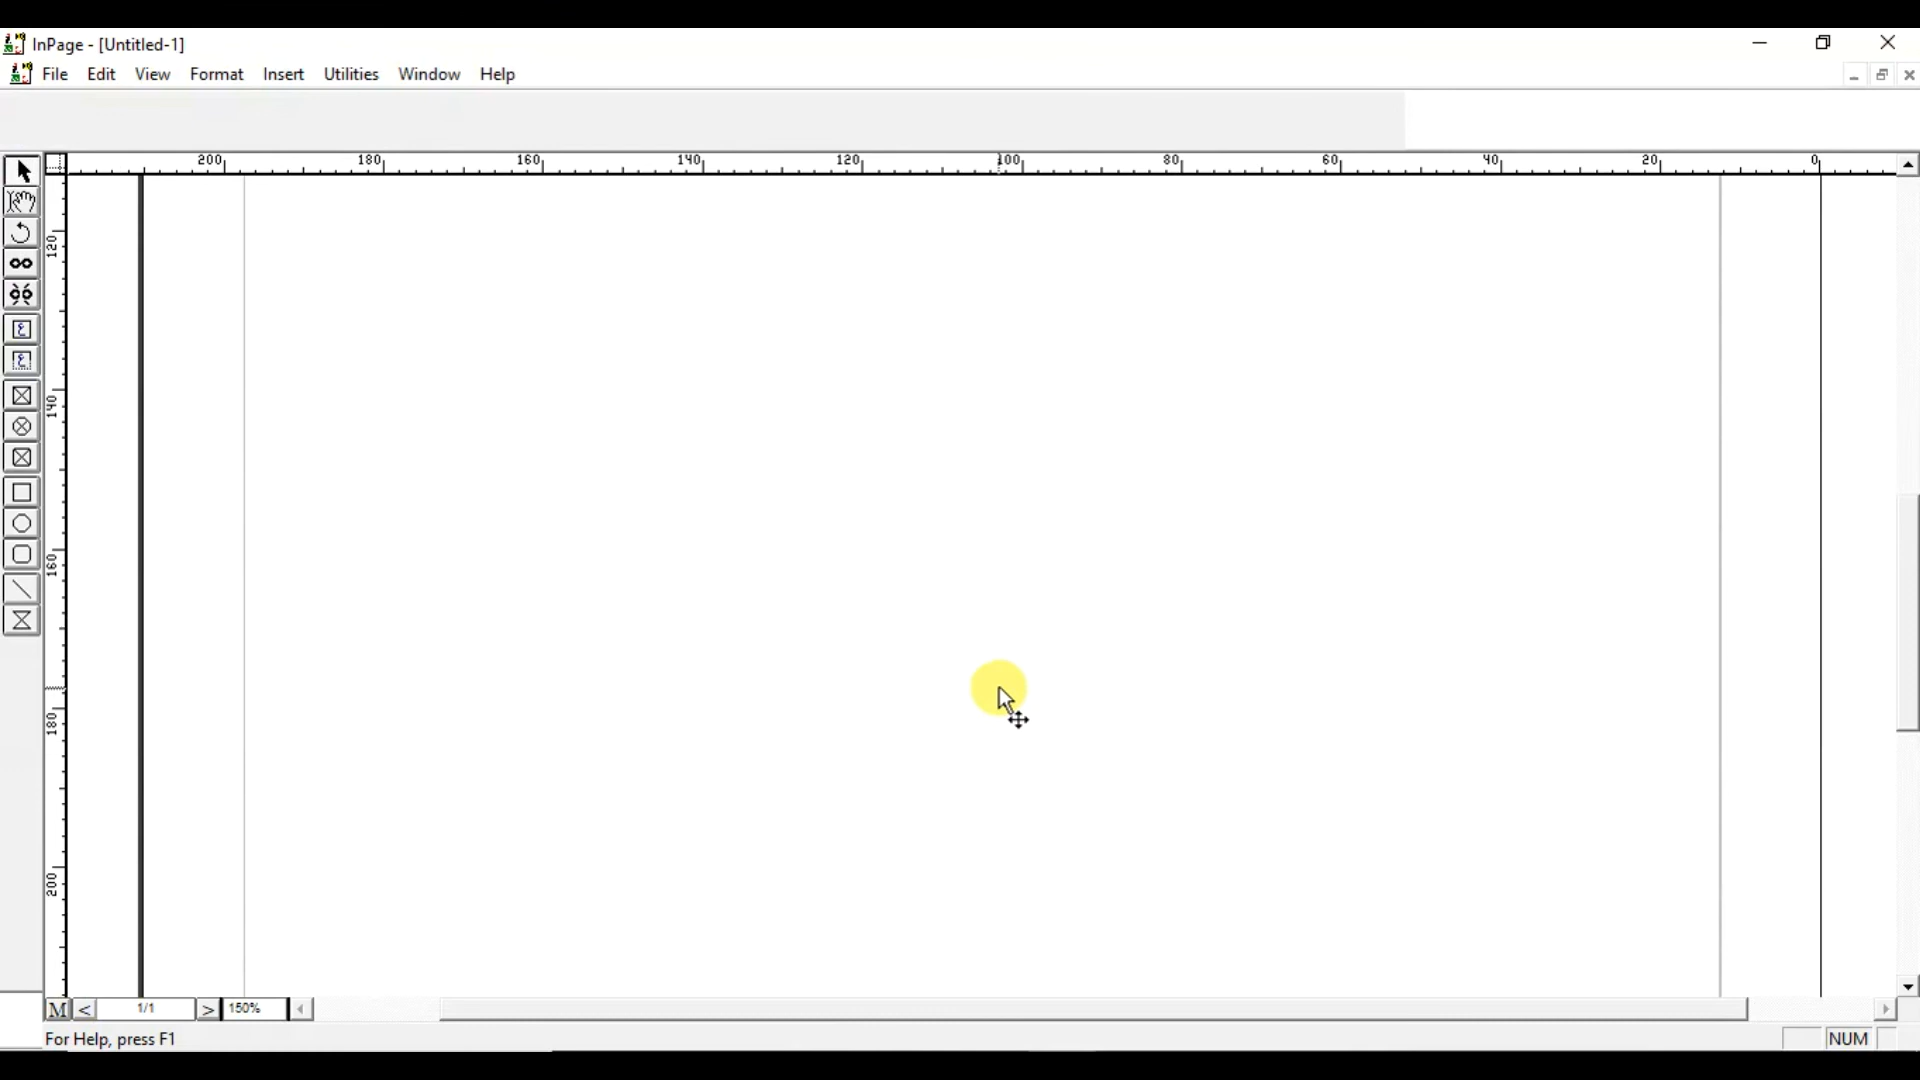 InPage - [Untitled-1]
File Edit View Format Insert Utilities Window Help
200 180 160 140 120 100 80 60 40 20 0
120
140
160
180
200
ع
ع
M < 1/1 > 150%
For Help, press F1
NUM